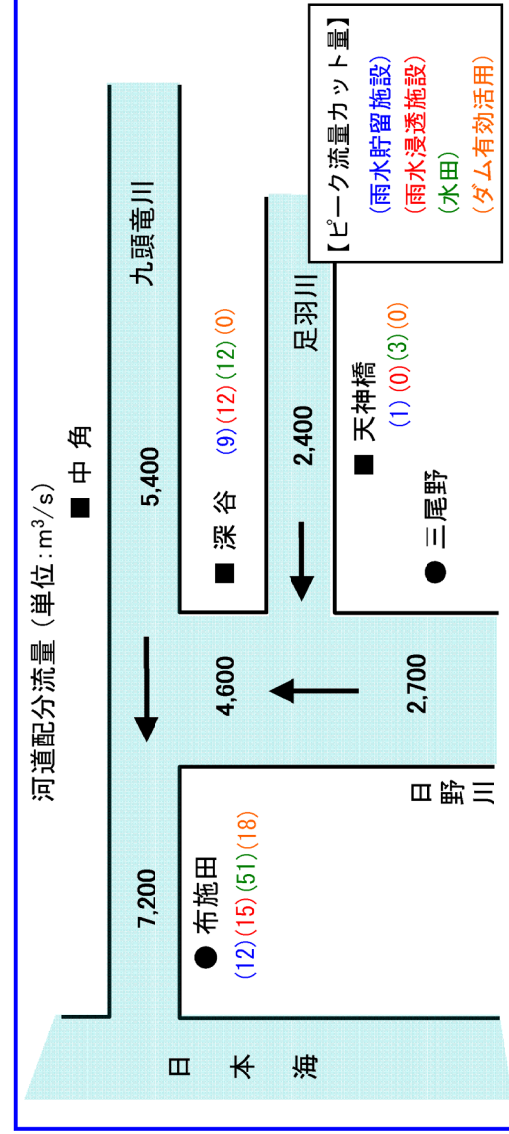 河道配分流量（単位：m³/s）
■ 中 角
九頭竜川
7,200
5,400
● 布施田
(12)(15)(51)(18)
4,600
■ 深 谷
(9)(12)(12)(0)
2,400
足羽川
2,700
■ 天神橋
(1)(0)(3)(0)
● 三尾野
日野川
日 本 海
【ピーク流量カット量】
(雨水貯留施設)
(雨水浸透施設)
(水田)
(ダム有効活用)